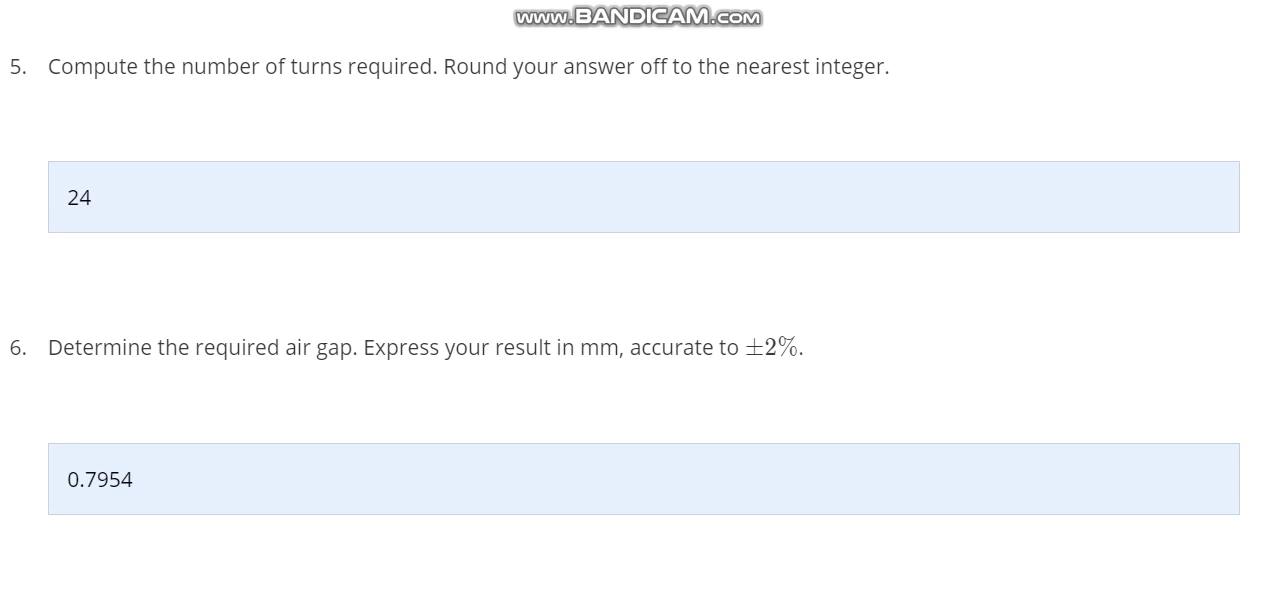 www.BANDICAM.COM
5. Compute the number of turns required. Round your answer off to the nearest integer.
24
6. Determine the required air gap. Express your result in mm, accurate to ±2%.
0.7954